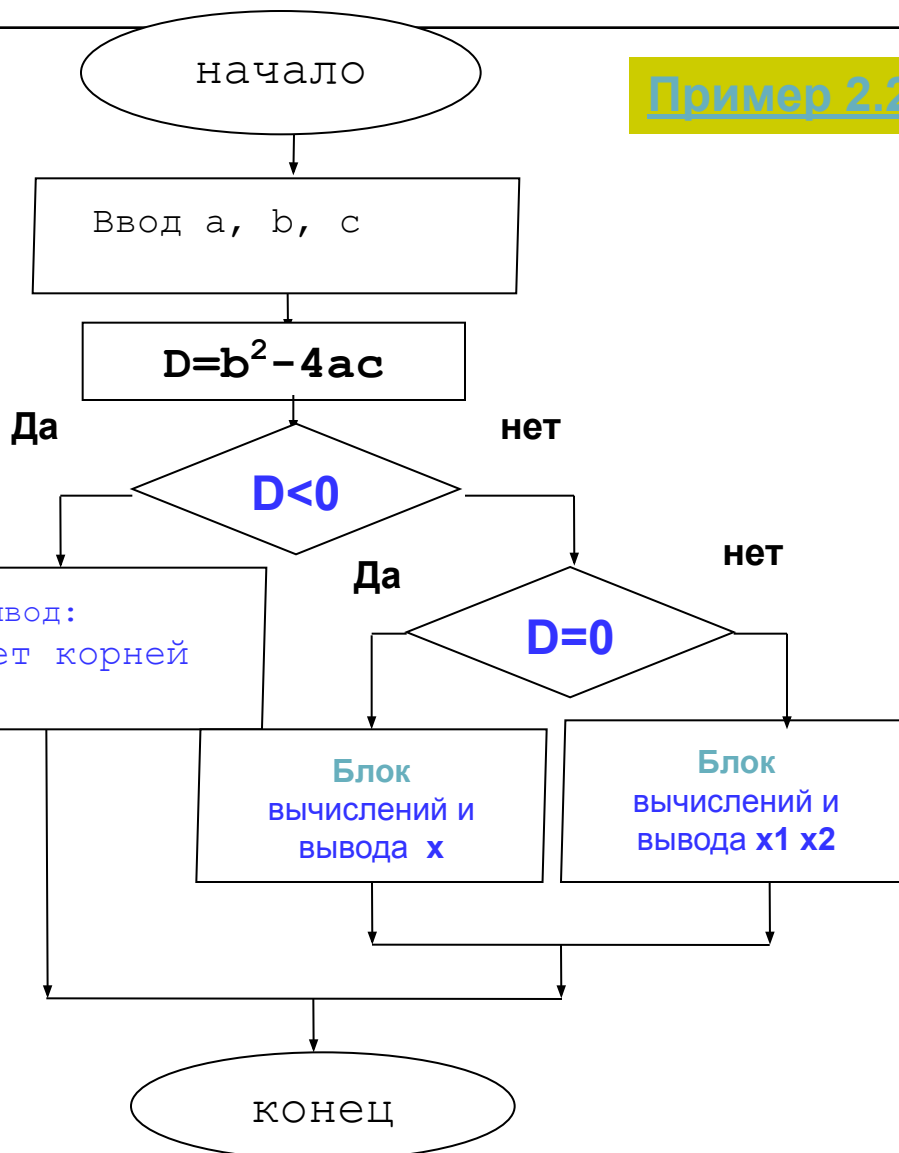 начало
Пример 2.2
Ввод a, b, c
D=b²-4ac
Да
нет
D<0
Да
нет
D=0
корней
Блок
вычислений и
вывода x
Блок
вычислений и
вывода x1 x2
конец